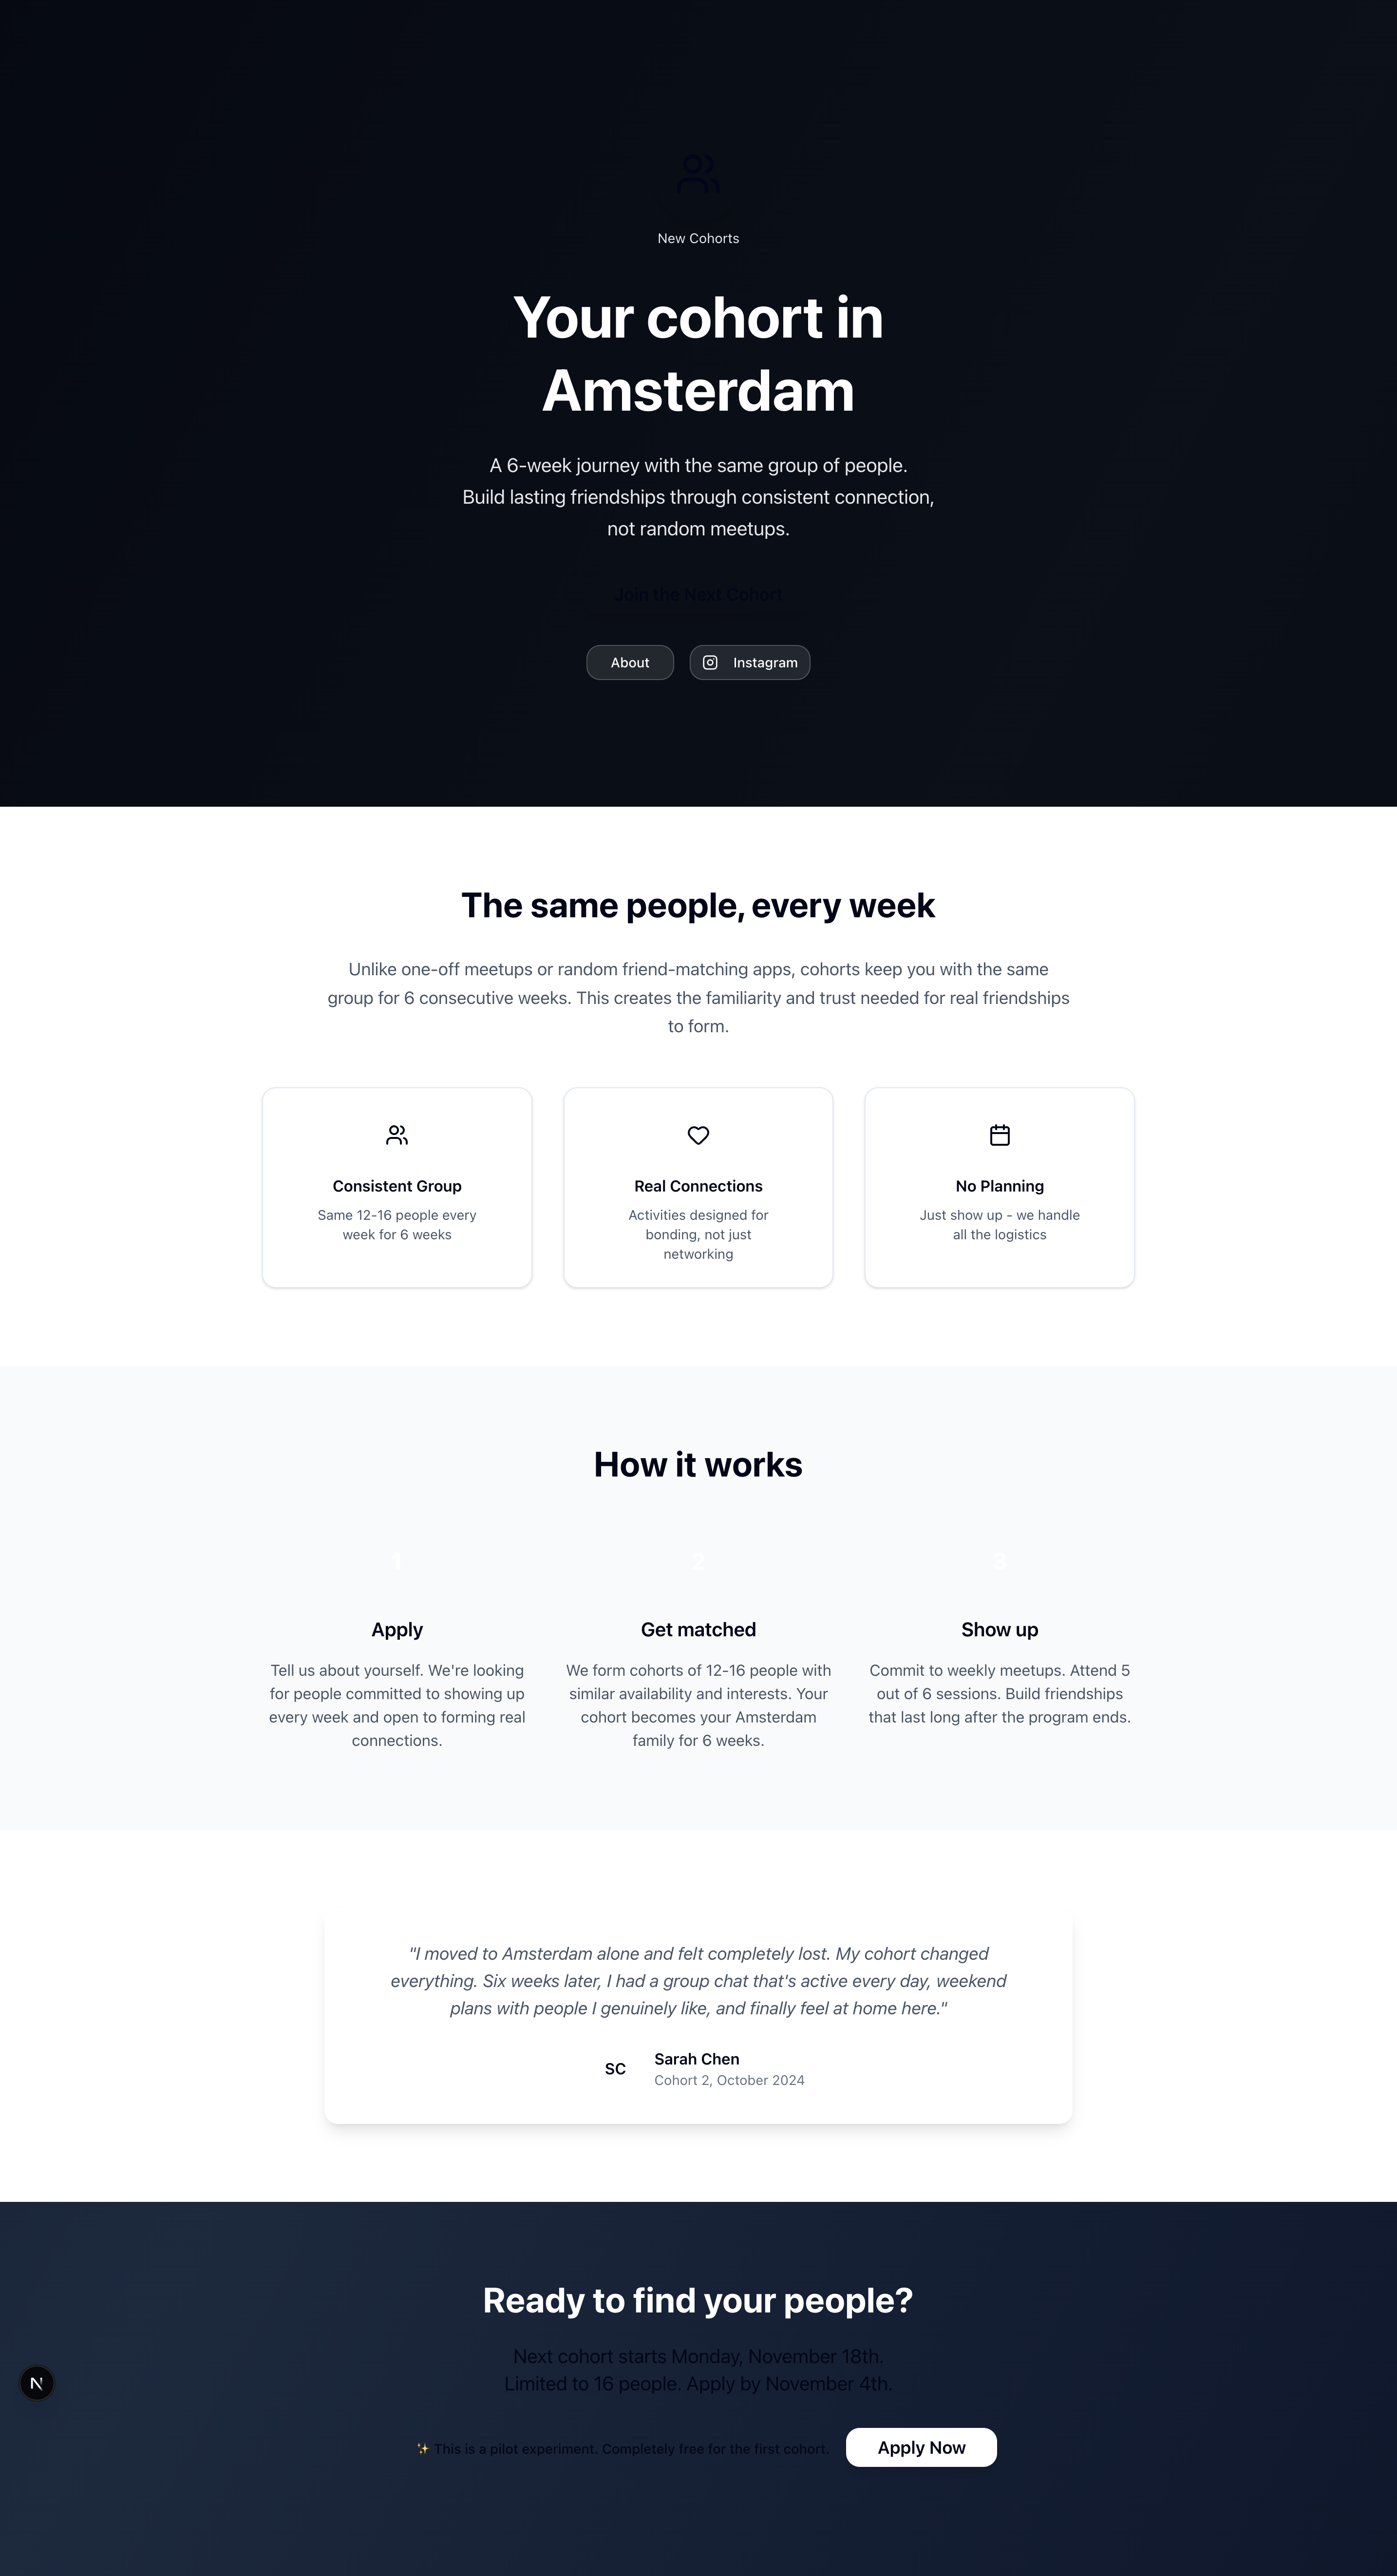 New Cohorts
Your cohort in
Amsterdam
A 6-week journey with the same group of people.
Build lasting friendships through consistent connection,
not random meetups.
Join the Next Cohort
About
Instagram
The same people, every week
Unlike one-off meetups or random friend-matching apps, cohorts keep you with the same
group for 6 consecutive weeks. This creates the familiarity and trust needed for real friendships
to form.
Consistent Group
Same 12-16 people every
week for 6 weeks
Real Connections
Activities designed for
bonding, not just
networking
No Planning
Just show up - we handle
all the logistics
How it works
1
Apply
Tell us about yourself. We're looking
for people committed to showing up
every week and open to forming real
connections.
2
Get matched
We form cohorts of 12-16 people with
similar availability and interests. Your
cohort becomes your Amsterdam
family for 6 weeks.
3
Show up
Commit to weekly meetups. Attend 5
out of 6 sessions. Build friendships
that last long after the program ends.
"I moved to Amsterdam alone and felt completely lost. My cohort changed
everything. Six weeks later, I had a group chat that's active every day, weekend
plans with people I genuinely like, and finally feel at home here."
SC
Sarah Chen
Cohort 2, October 2024
Ready to find your people?
Next cohort starts Monday, November 18th.
Limited to 16 people. Apply by November 4th.
✨ This is a pilot experiment. Completely free for the first cohort.
Apply Now
N